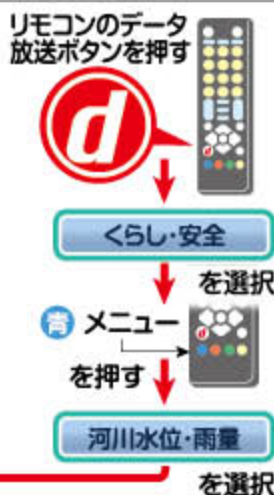 リモコンのデータ
放送ボタンを押す
d
くらし・安全
を選択
青 メニュー
を押す
河川水位・雨量
を選択